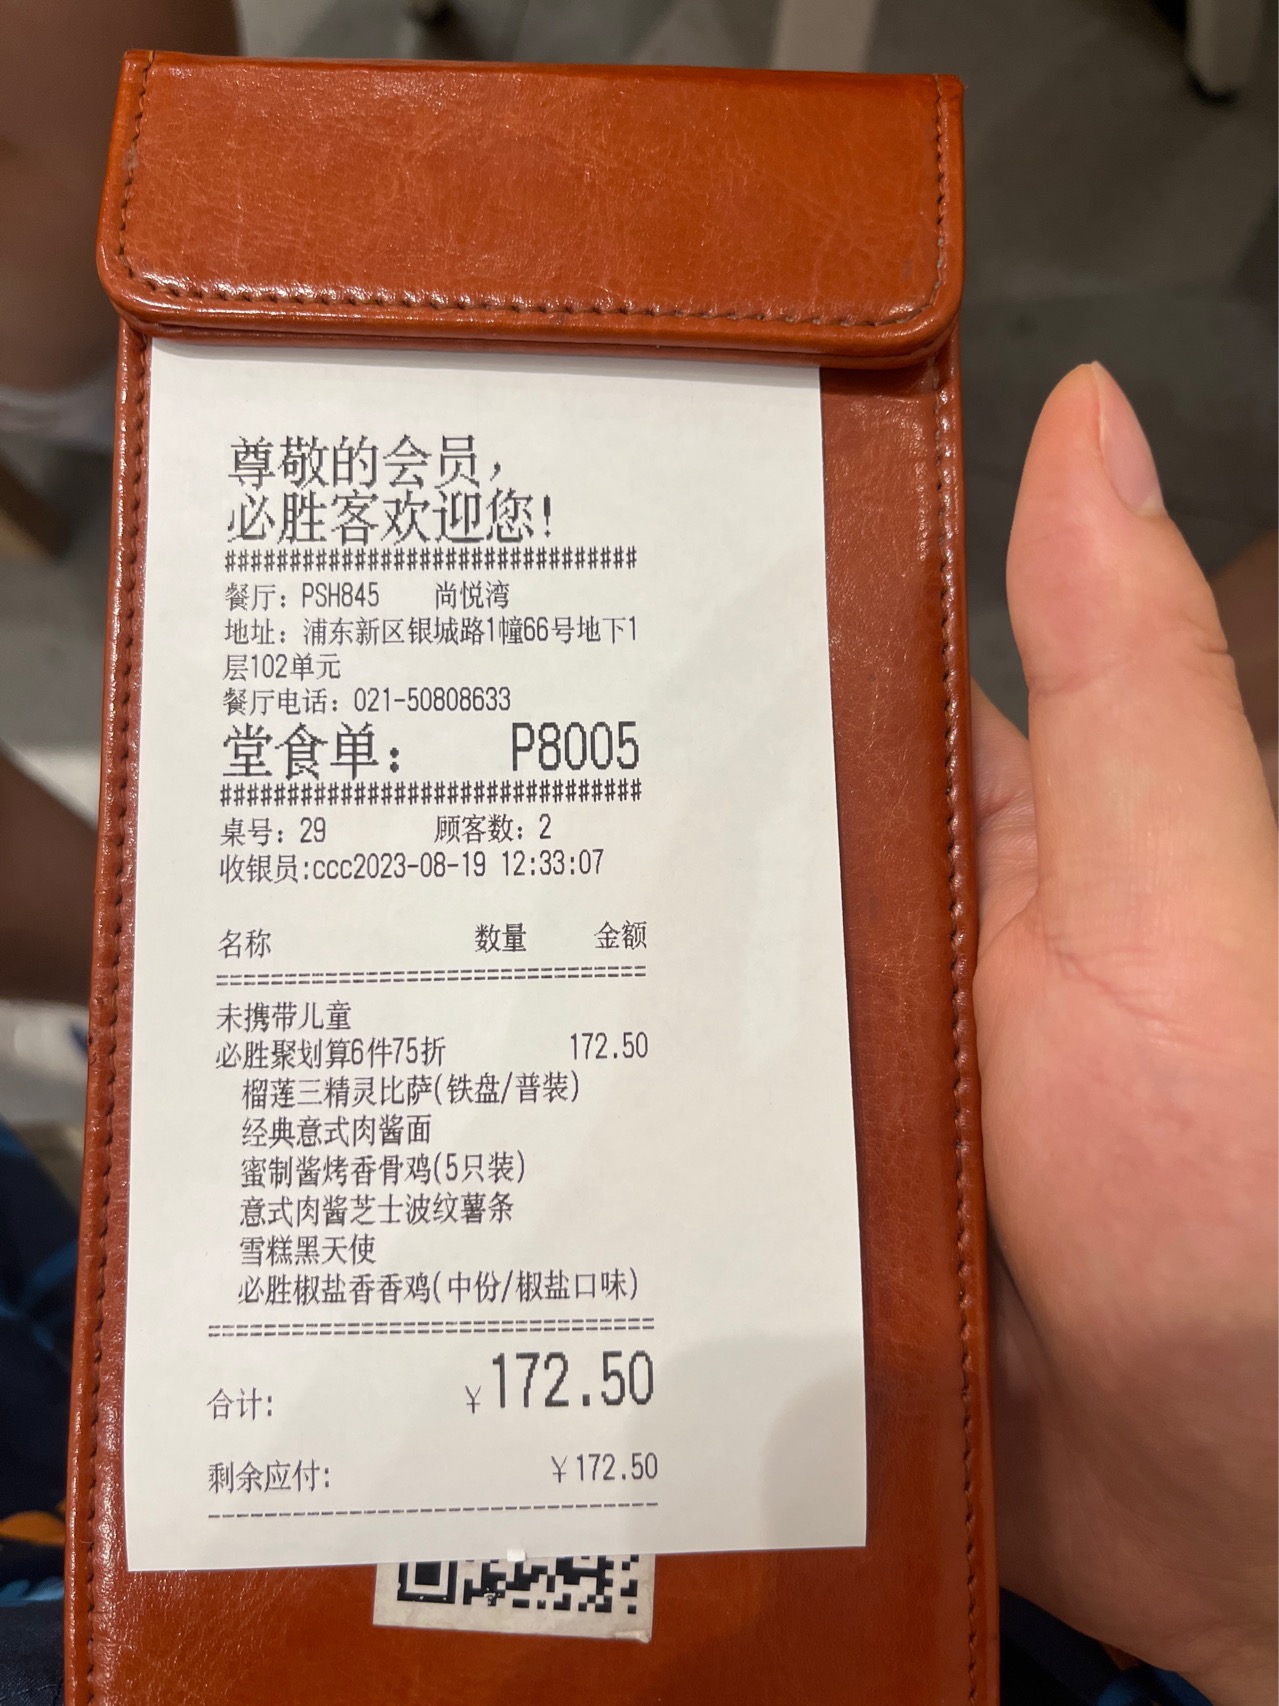 尊敬的会员，
必胜客欢迎您！
################################
餐厅：PSH845 尚悦湾
地址：浦东新区银城路1幢66号地下1
层102单元
餐厅电话：021-50808633
堂食单： P8005
################################
桌号：29 顾客数：2
收银员:ccc2023-08-19 12:33:07
名称 数量 金额
================================
未携带儿童
必胜聚划算6件75折 172.50
榴莲三精灵比萨(铁盘/普装)
经典意式肉酱面
蜜制酱烤香骨鸡(5只装)
意式肉酱芝士波纹薯条
雪糕黑天使
必胜椒盐香香鸡(中份/椒盐口味)
================================
合计: ￥172.50
剩余应付: ￥172.50
--------------------------------